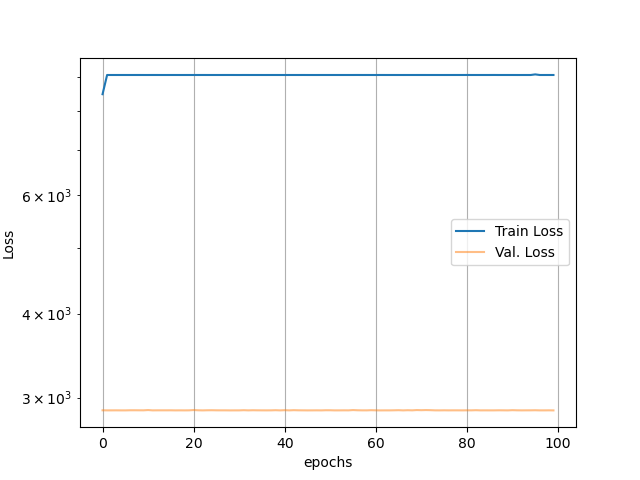 Loss
6 × 10³
4 × 10³
3 × 10³
Train Loss
Val. Loss
0 20 40 60 80 100
epochs